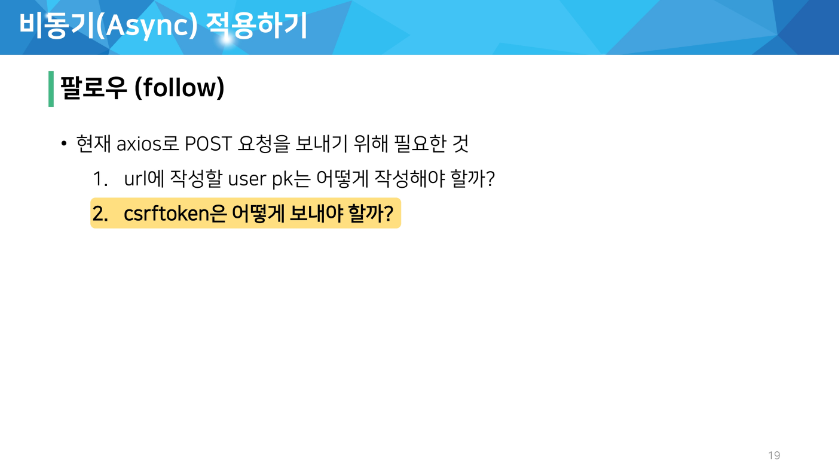 비동기(Async) 적용하기
팔로우 (follow)
• 현재 axios로 POST 요청을 보내기 위해 필요한 것
1. url에 작성할 user pk는 어떻게 작성해야 할까?
2. csrftoken은 어떻게 보내야 할까?
19